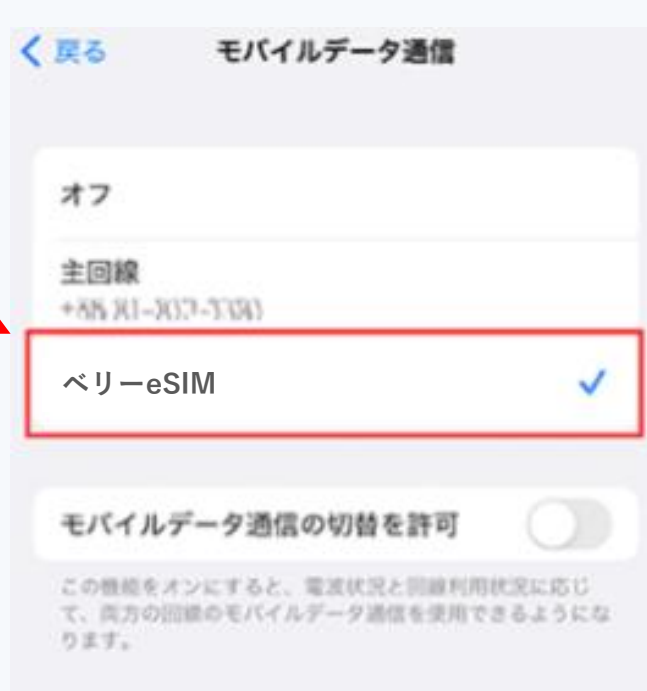 戻る
モバイルデータ通信
オフ
主回線
ベリーeSIM
モバイルデータ通信の切替を許可
この機能をオンにすると、電波状況と回線利用状況に応じ
て、両方の回線のモバイルデータ通信を使用できるようにな
ります。